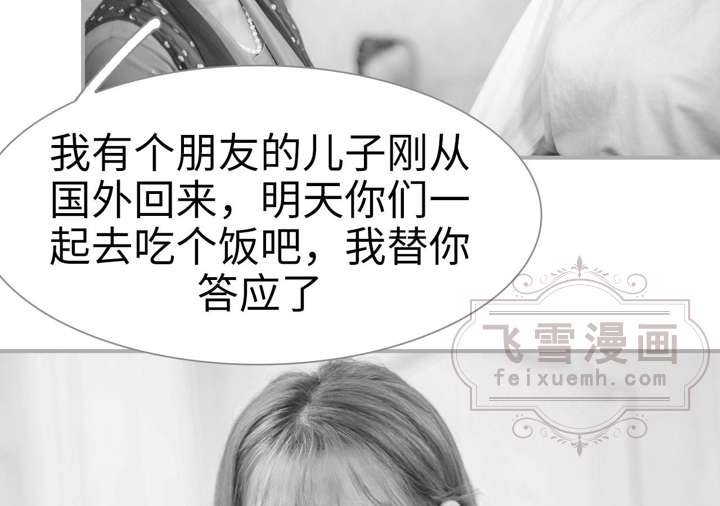 我有个朋友的儿子刚从
国外回来，明天你们一
起去吃个饭吧，我替你
答应了
飞雪漫画
feixuemh.com